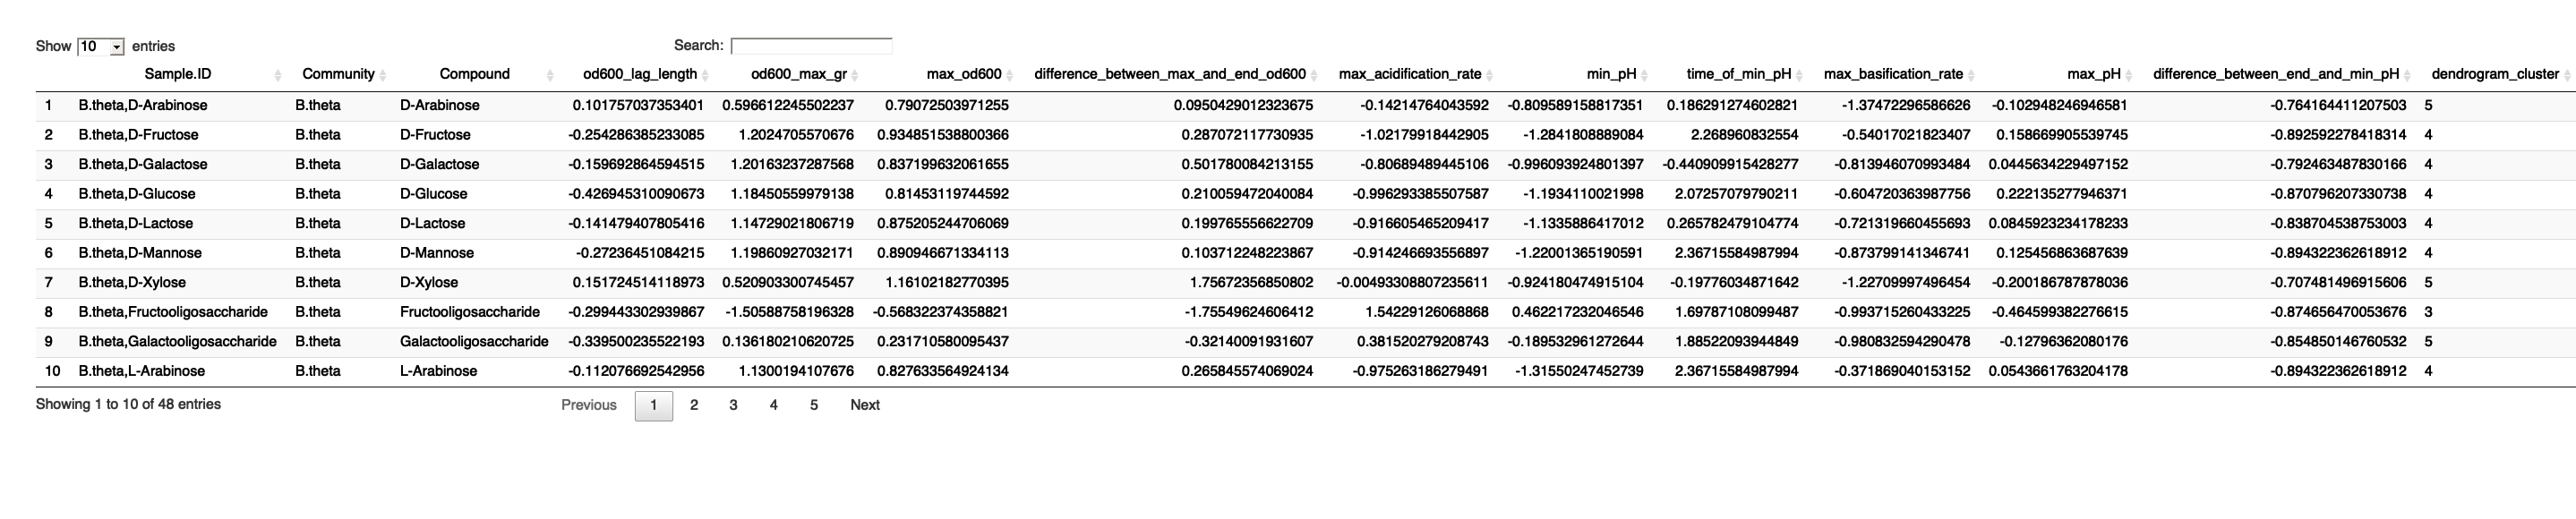 Show 10 entries Search:
Sample.ID Community Compound od600_lag_length od600_max_gr max_od600 difference_between_max_and_end_od600 max_acidification_rate min_pH time_of_min_pH max_basification_rate max_pH difference_between_end_and_min_pH dendrogram_cluster
1 B.theta,D-Arabinose B.theta D-Arabinose 0.101757037353401 0.596612245502237 0.79072503971255 0.0950429012323675 -0.14214764043592 -0.809589158817351 0.186291274602821 -1.37472296586626 -0.102948246946581 -0.764164411207503 5
2 B.theta,D-Fructose B.theta D-Fructose -0.254286385233085 1.2024705570676 0.934851538800366 0.287072117730935 -1.02179918442905 -1.2841808889084 2.268960832554 -0.54017021823407 0.158669905539745 -0.892592278418314 4
3 B.theta,D-Galactose B.theta D-Galactose -0.159692864594515 1.20163237287568 0.837199632061655 0.501780084213155 -0.80689489445106 -0.996093924801397 -0.440909915428277 -0.813946070993484 0.0445634229497152 -0.792463487830166 4
4 B.theta,D-Glucose B.theta D-Glucose -0.426945310090673 1.18450559979138 0.81453119744592 0.210059472040084 -0.996293385507587 -1.1934110021998 2.07257079790211 -0.604720363987756 0.222135277946371 -0.870796207330738 4
5 B.theta,D-Lactose B.theta D-Lactose -0.141479407805416 1.14729021806719 0.875205244706069 0.199765556622709 -0.916605465209417 -1.1335886417012 0.265782479104774 -0.721319660455693 0.0845923234178233 -0.838704538753003 4
6 B.theta,D-Mannose B.theta D-Mannose -0.27236451084215 1.19860927032171 0.890946671334113 0.103712248223867 -0.914246693556897 -1.22001365190591 2.36715584987994 -0.873799141346741 0.125456863687639 -0.894322362618912 4
7 B.theta,D-Xylose B.theta D-Xylose 0.151724514118973 0.520903300745457 1.16102182770395 1.75672356850802 -0.00493308807235611 -0.924180474915104 -0.19776034871642 -1.22709997496454 -0.200186787878036 -0.707481496915606 5
8 B.theta,Fructooligosaccharide B.theta Fructooligosaccharide -0.299443302939867 -1.50588758196328 -0.568322374358821 -1.75549624606412 1.54229126068868 0.462217232046546 1.69787108099487 -0.993715260433225 -0.464599382276615 -0.874656470053676 3
9 B.theta,Galactooligosaccharide B.theta Galactooligosaccharide -0.339500235522193 0.136180210620725 0.231710580095437 -0.32140091931607 0.381520279208743 -0.189532961272644 1.88522093944849 -0.980832594290478 -0.12796362080176 -0.854850146760532 5
10 B.theta,L-Arabinose B.theta L-Arabinose -0.112076692542956 1.1300194107676 0.827633564924134 0.265845574069024 -0.975263186279491 -1.31550247452739 2.36715584987994 -0.371869040153152 0.0543661763204178 -0.894322362618912 4
Showing 1 to 10 of 48 entries Previous 1 2 3 4 5 Next